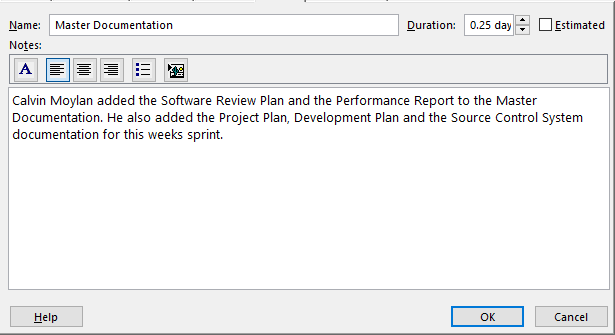 Name: Master Documentation Duration: 0.25 day Estimated
Notes:
A
Calvin Moylan added the Software Review Plan and the Performance Report to the Master
Documentation. He also added the Project Plan, Development Plan and the Source Control System
documentation for this weeks sprint.
Help OK Cancel